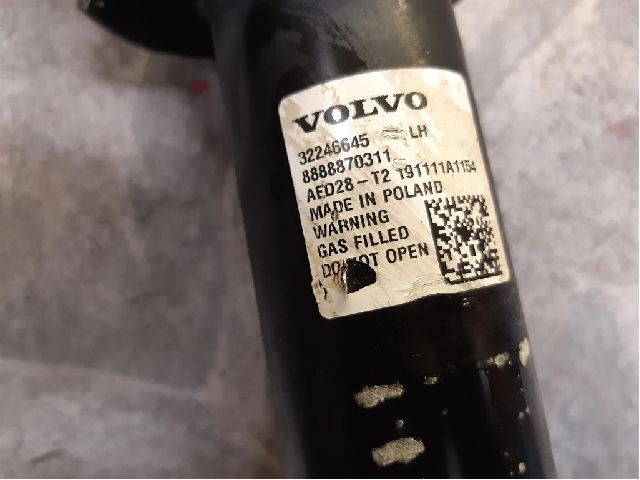 VOLVO
32246645 LH
8888870311
AED28-T2 191111A1154
MADE IN POLAND
WARNING
GAS FILLED
DO NOT OPEN